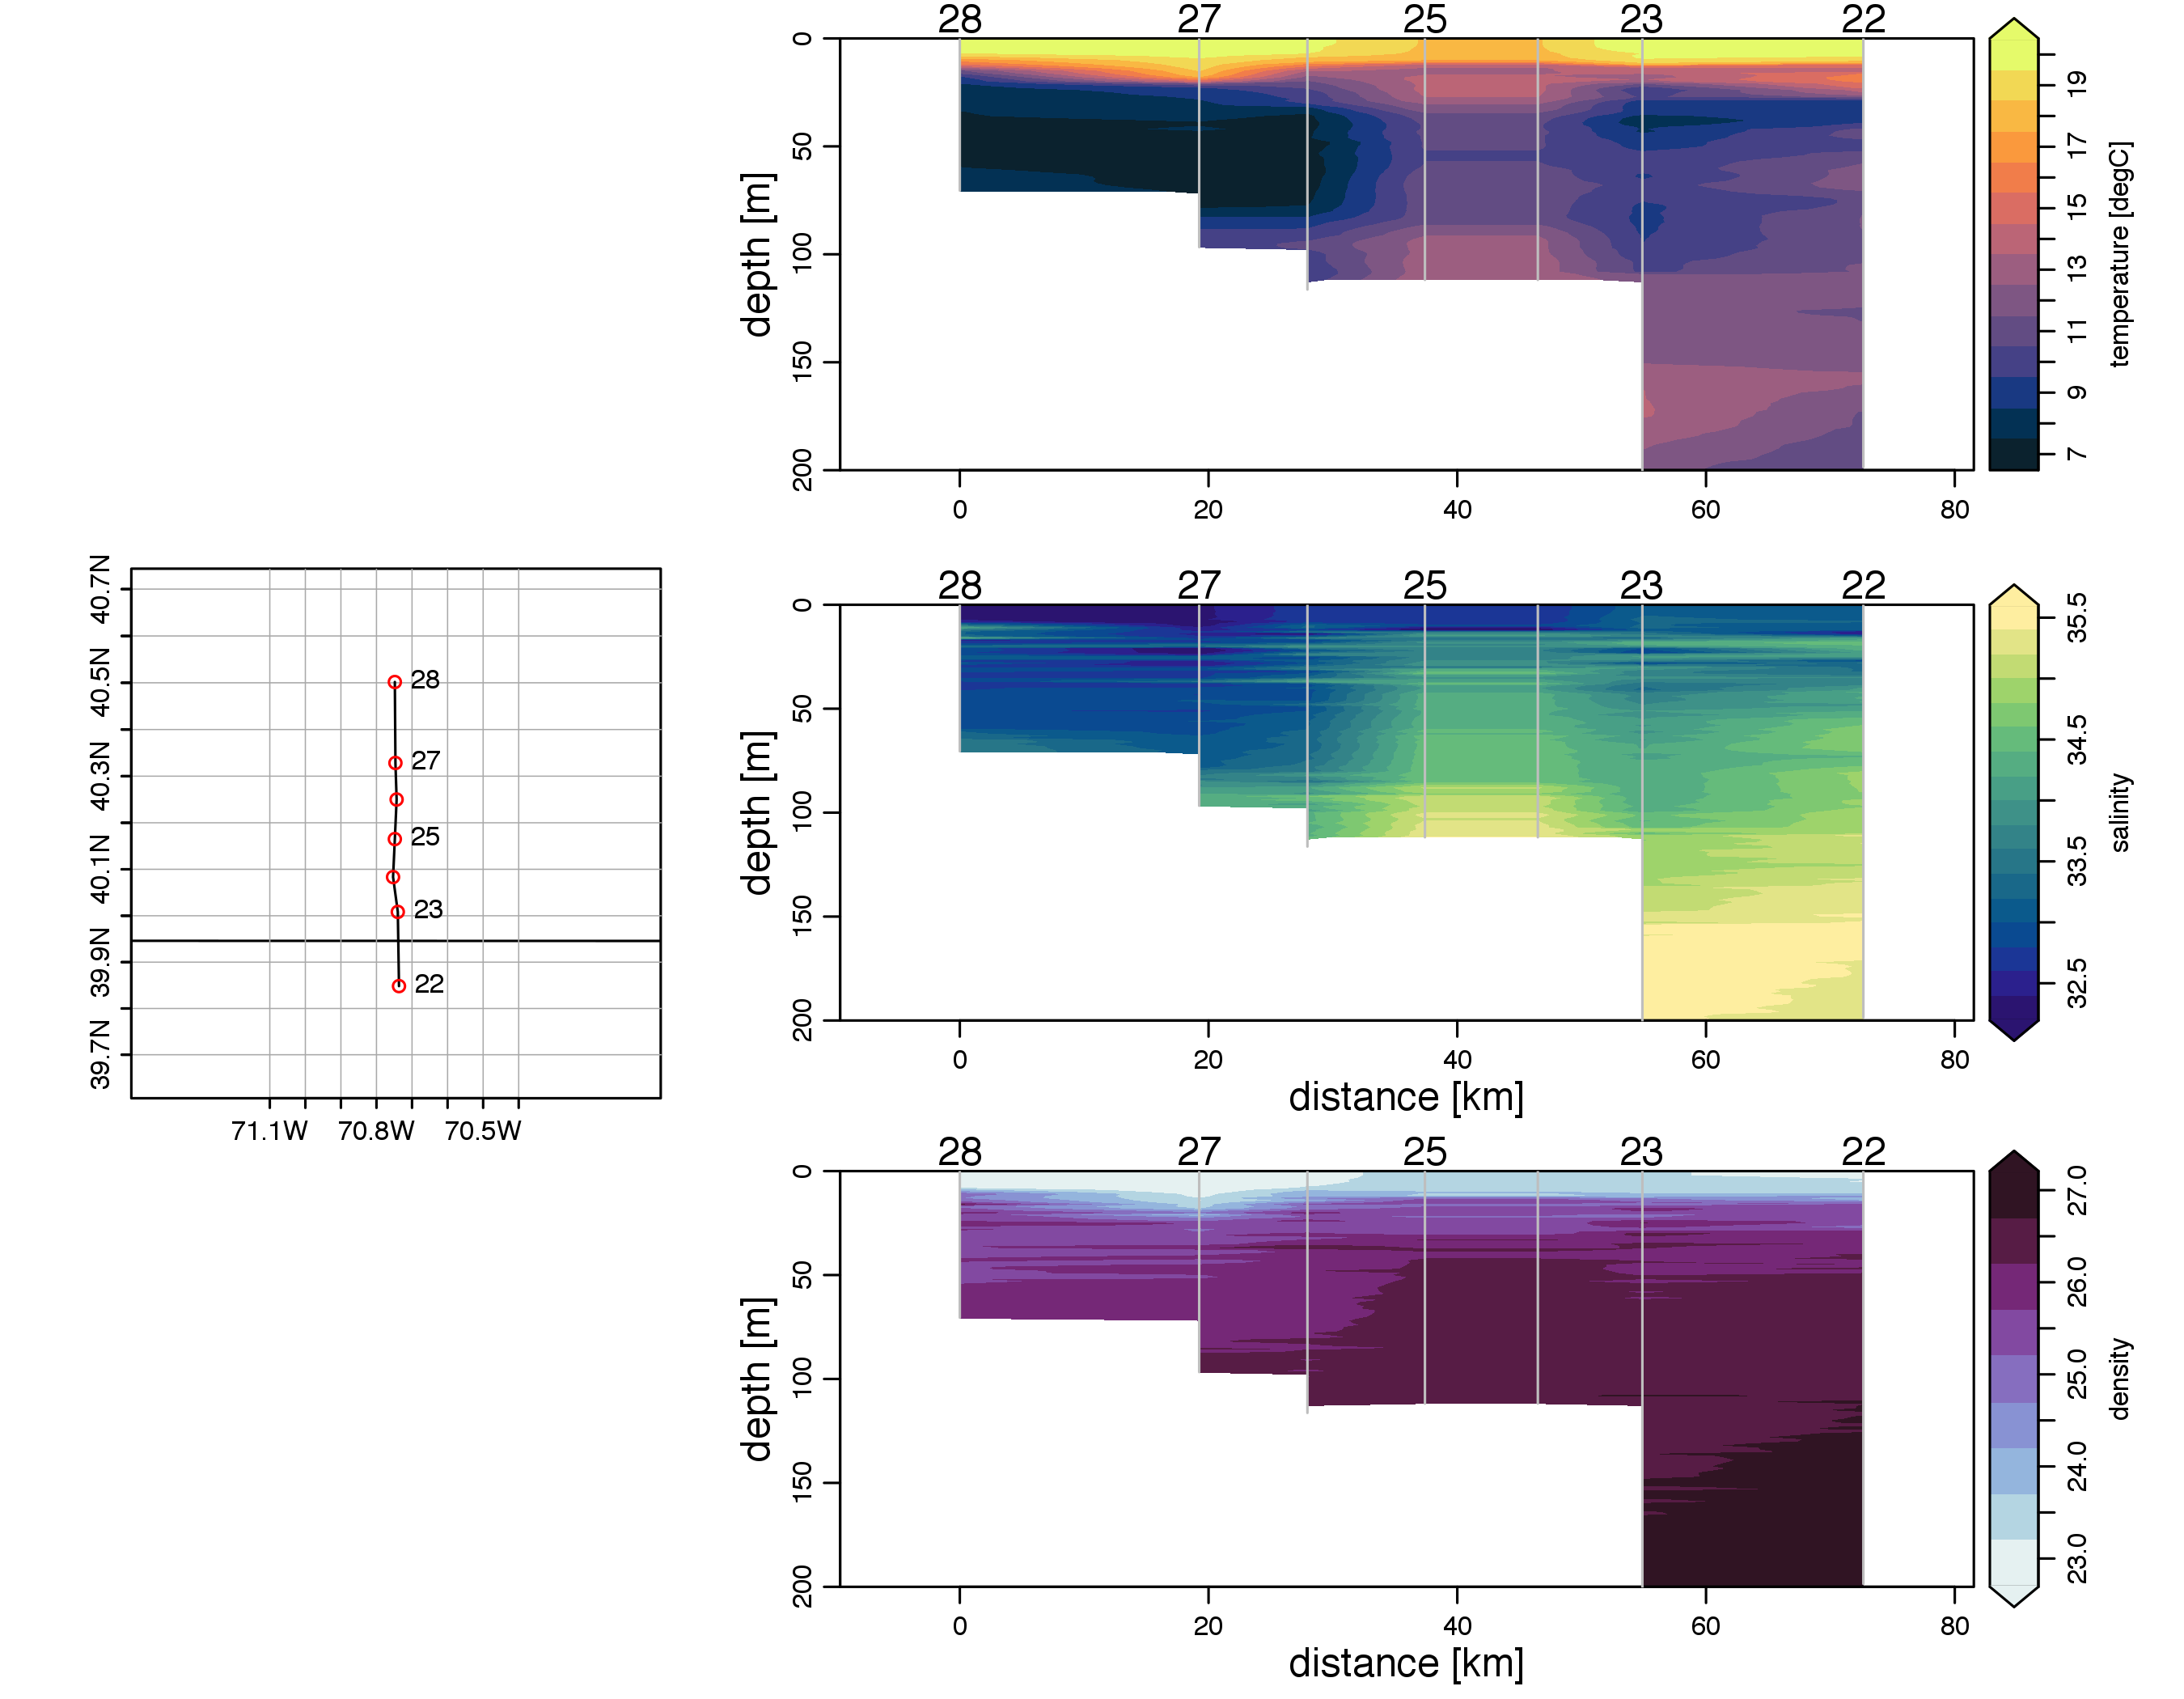 28 27 25 23 22
0
50
100
150
200
depth [m]
0 20 40 60 80
7 9 11 13 15 17 19
temperature [degC]
40.7N
40.5N
40.3N
40.1N
39.9N
39.7N
28
27
25
23
22
71.1W 70.8W 70.5W
28 27 25 23 22
0
50
100
150
200
depth [m]
0 20 40 60 80
distance [km]
32.5 33.5 34.5 35.5
salinity
28 27 25 23 22
0
50
100
150
200
depth [m]
0 20 40 60 80
distance [km]
23.0 24.0 25.0 26.0 27.0
density